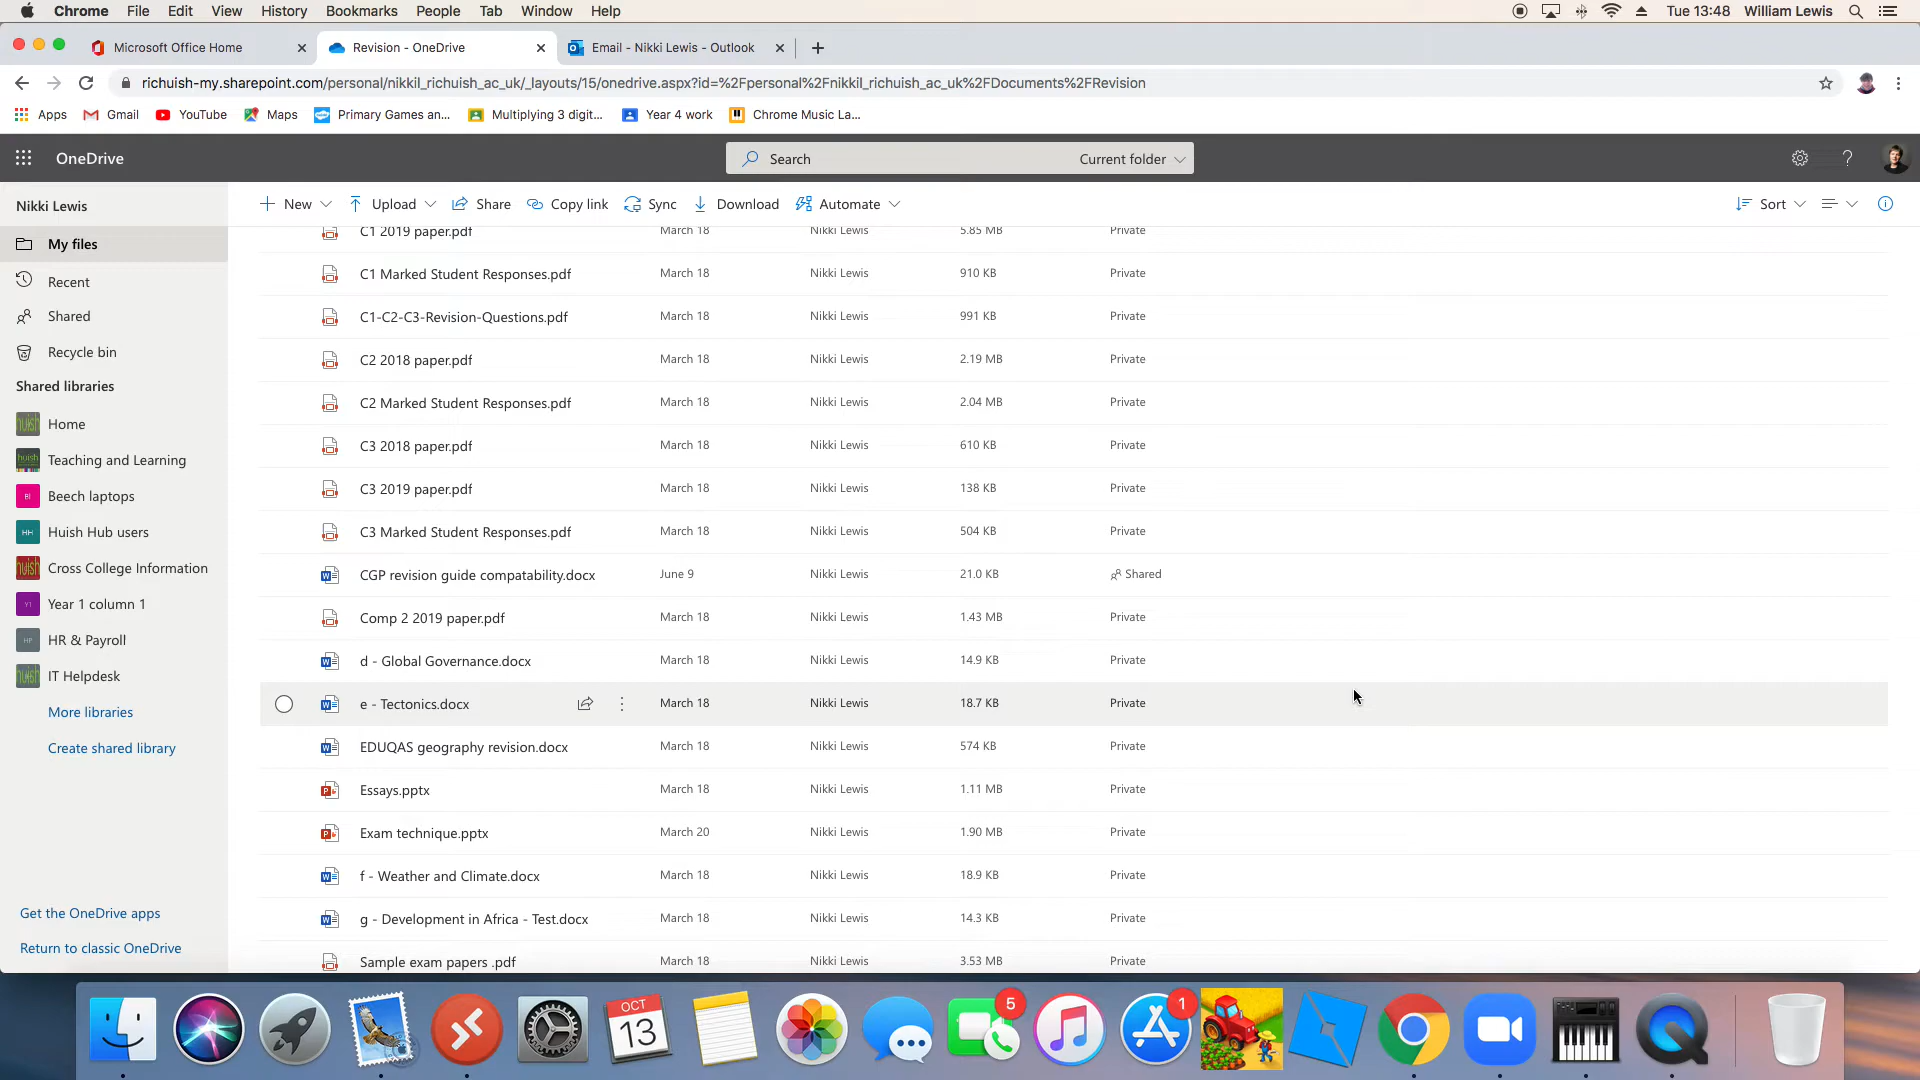 Chrome File Edit View History Bookmarks People Tab Window Help Tue 13:48 William Lewis
Microsoft Office Home Revision - OneDrive Email - Nikki Lewis - Outlook
richuish-my.sharepoint.com/personal/nikkil_richuish_ac_uk/_layouts/15/onedrive.aspx?id=%2Fpersonal%2Fnikkil_richuish_ac_uk%2FDocuments%2FRevision
Apps Gmail YouTube Maps Primary Games an... Multiplying 3 digit... Year 4 work Chrome Music La...
OneDrive Search Current folder ?
Nikki Lewis
My files
Recent
Shared
Recycle bin
Shared libraries
Home
Teaching and Learning
Bl Beech laptops
HH Huish Hub users
Cross College Information
Y1 Year 1 column 1
HP HR & Payroll
IT Helpdesk
More libraries
Create shared library
Get the OneDrive apps
Return to classic OneDrive
New Upload Share Copy link Sync Download Automate Sort
C1 2019 paper.pdf March 18 Nikki Lewis 5.85 MB Private
C1 Marked Student Responses.pdf March 18 Nikki Lewis 910 KB Private
C1-C2-C3-Revision-Questions.pdf March 18 Nikki Lewis 991 KB Private
C2 2018 paper.pdf March 18 Nikki Lewis 2.19 MB Private
C2 Marked Student Responses.pdf March 18 Nikki Lewis 2.04 MB Private
C3 2018 paper.pdf March 18 Nikki Lewis 610 KB Private
C3 2019 paper.pdf March 18 Nikki Lewis 138 KB Private
C3 Marked Student Responses.pdf March 18 Nikki Lewis 504 KB Private
CGP revision guide compatability.docx June 9 Nikki Lewis 21.0 KB Shared
Comp 2 2019 paper.pdf March 18 Nikki Lewis 1.43 MB Private
d - Global Governance.docx March 18 Nikki Lewis 14.9 KB Private
e - Tectonics.docx March 18 Nikki Lewis 18.7 KB Private
EDUQAS geography revision.docx March 18 Nikki Lewis 574 KB Private
Essays.pptx March 18 Nikki Lewis 1.11 MB Private
Exam technique.pptx March 20 Nikki Lewis 1.90 MB Private
f - Weather and Climate.docx March 18 Nikki Lewis 18.9 KB Private
g - Development in Africa - Test.docx March 18 Nikki Lewis 14.3 KB Private
Sample exam papers .pdf March 18 Nikki Lewis 3.53 MB Private
OCT 5 1
13